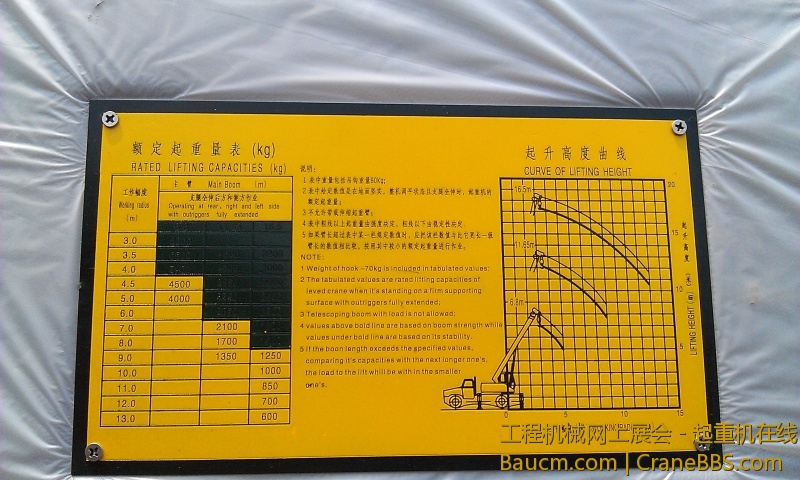 额定起重量表 (kg)
RATED LIFTING CAPACITIES (kg)
工作幅度
Working radius
(m)
主臂 Main Boom (m)
支腿全伸后方和侧方作业
Operating at rear, right and left side
with outriggers fully extended
3.0
3.5
4.0
4.5 4500
5.0 4000
6.0
7.0 2100
8.0 1700
9.0 1350 1250
10.0 1000
11.0 850
12.0 700
13.0 600
说明:
1 表中重量包括吊钩重量60kg;
2 表中给定数值是在地面坚实、整机调平状态且支腿全伸时,起重机的
额定起重量;
3 不允许带载伸缩起重臂;
4 表中粗线以上起重量由强度决定,粗线以下由稳定性决定.
NOTE:
1 Weight of hook –70kg is included in tabulated values;
2 The tabulated values are rated lifting capacities of
leved crane when it's standing on a firm supporting
surface with outriggers fully extended;
3 Telescoping boom with load is not allowed;
4 values above bold line are based on boom strength while
values under bold line are based on its stability.
5 If the boon length exceeds the specified values,
comparing it's capacities with the next longer one's,
the load to the lift whill be with in the smaller
one's.
起升高度曲线
CURVE OF LIFTING HEIGHT
16.5m
11.65m
6.8m
20
15
10
5
起升高度 (米)
LIFTING HEIGHT (m)
0 5 10 15
工程机械网上展会 - 起重机在线
Baucm.com | CraneBBS.com